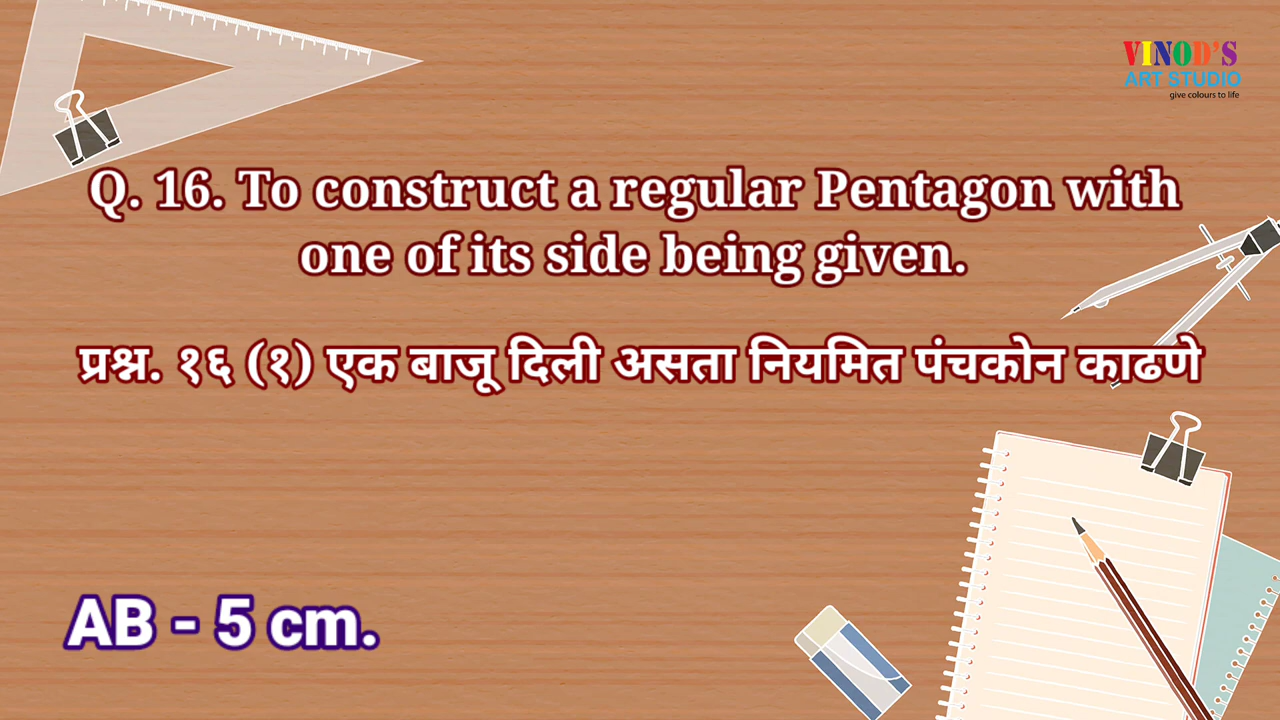 VINOD'S
ART STUDIO
give colours to life
Q. 16. To construct a regular Pentagon with
one of its side being given.
प्रश्न. १६ (१) एक बाजू दिली असता नियमित पंचकोन काढणे
AB - 5 cm.